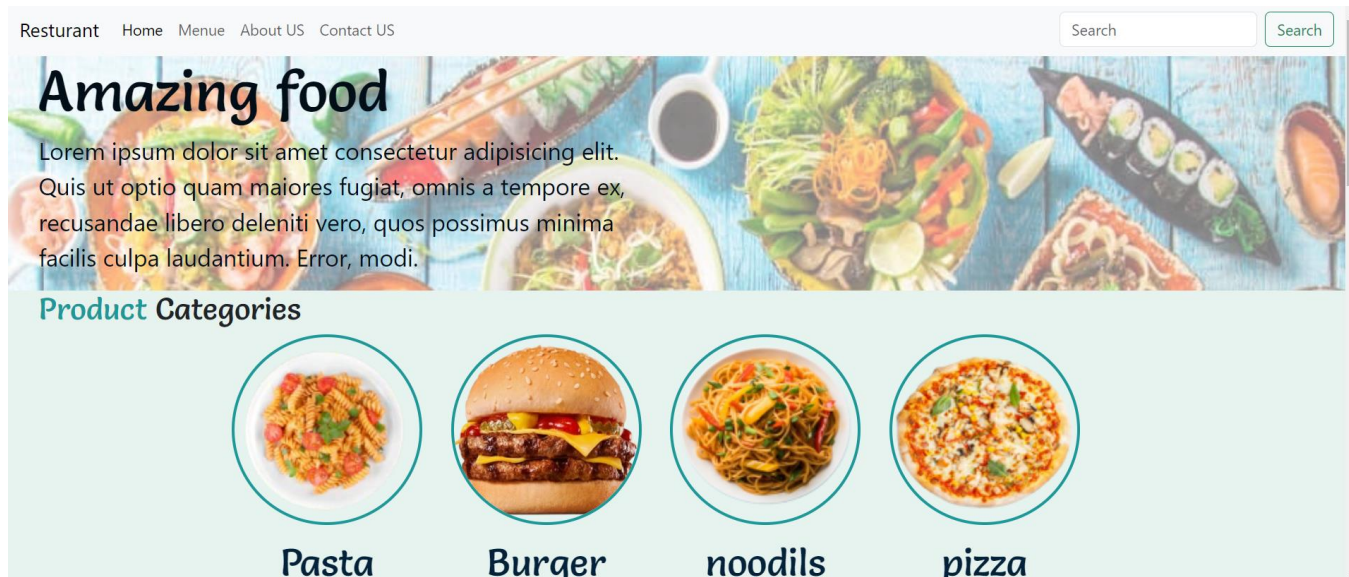 Resturant Home Menue About US Contact US Search Search
Amazing food
Lorem ipsum dolor sit amet consectetur adipisicing elit.
Quis ut optio quam maiores fugiat, omnis a tempore ex,
recusandae libero deleniti vero, quos possimus minima
facilis culpa laudantium. Error, modi.
Product Categories
Pasta Burger noodils pizza